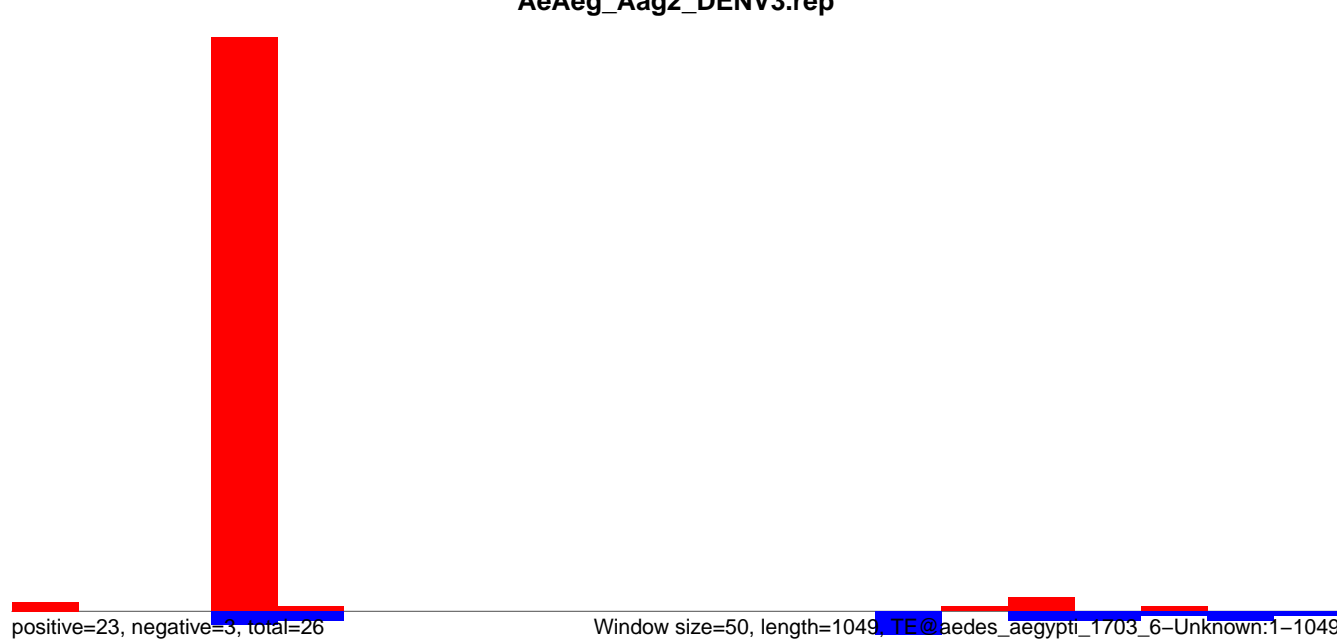 AeAeg_Aag2_DENV3.rep
positive=23, negative=3, total=26
Window size=50, length=1049, TE@aedes_aegypti_1703_6−Unknown:1−1049